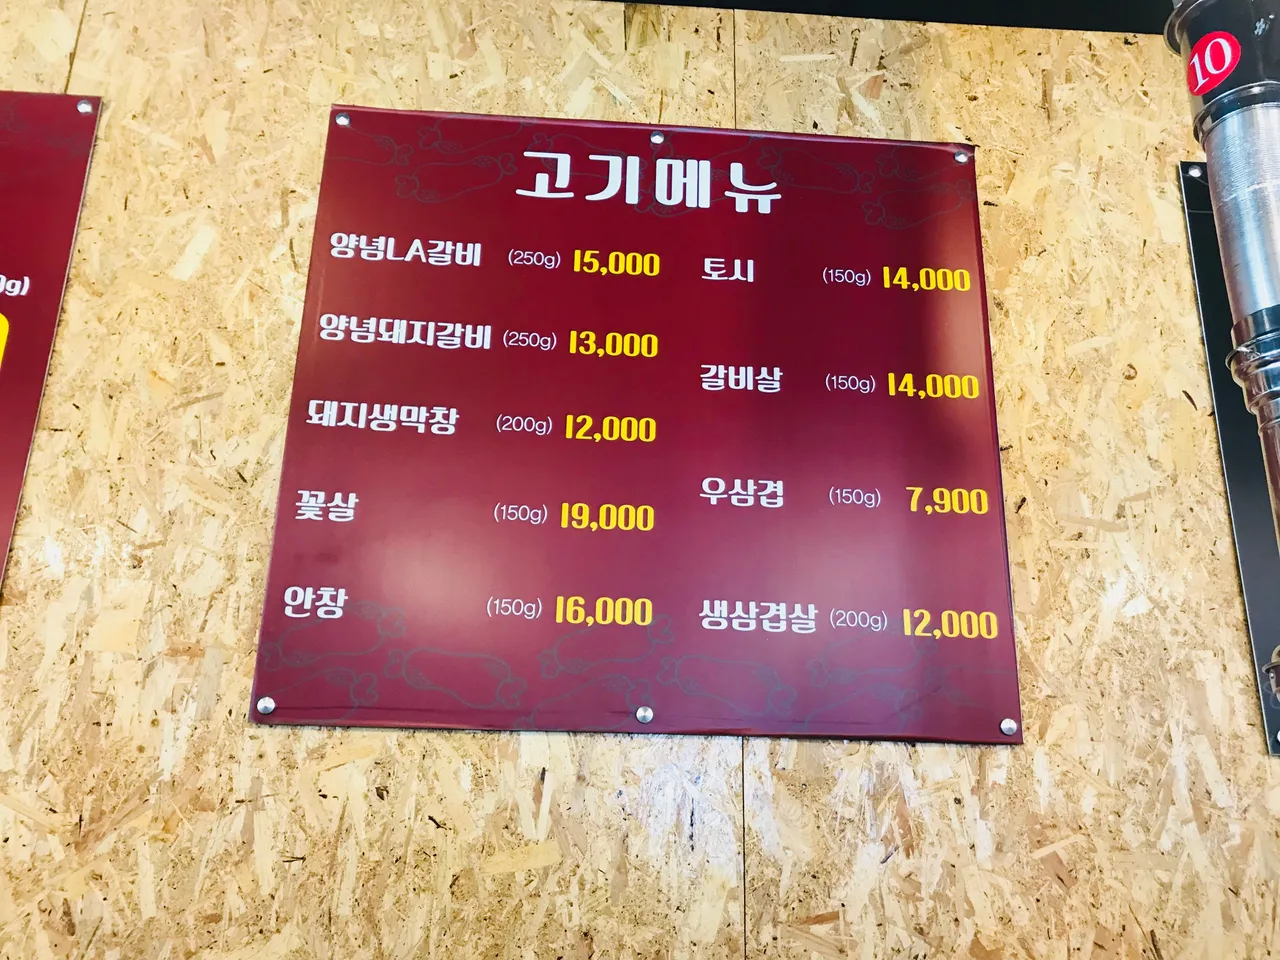 고기메뉴
양념LA갈비 (250g) 15,000
양념돼지갈비 (250g) 13,000
돼지생막창 (200g) 12,000
꽃살 (150g) 19,000
안창 (150g) 16,000
토시 (150g) 14,000
갈비살 (150g) 14,000
우삼겹 (150g) 7,900
생삼겹살 (200g) 12,000
10